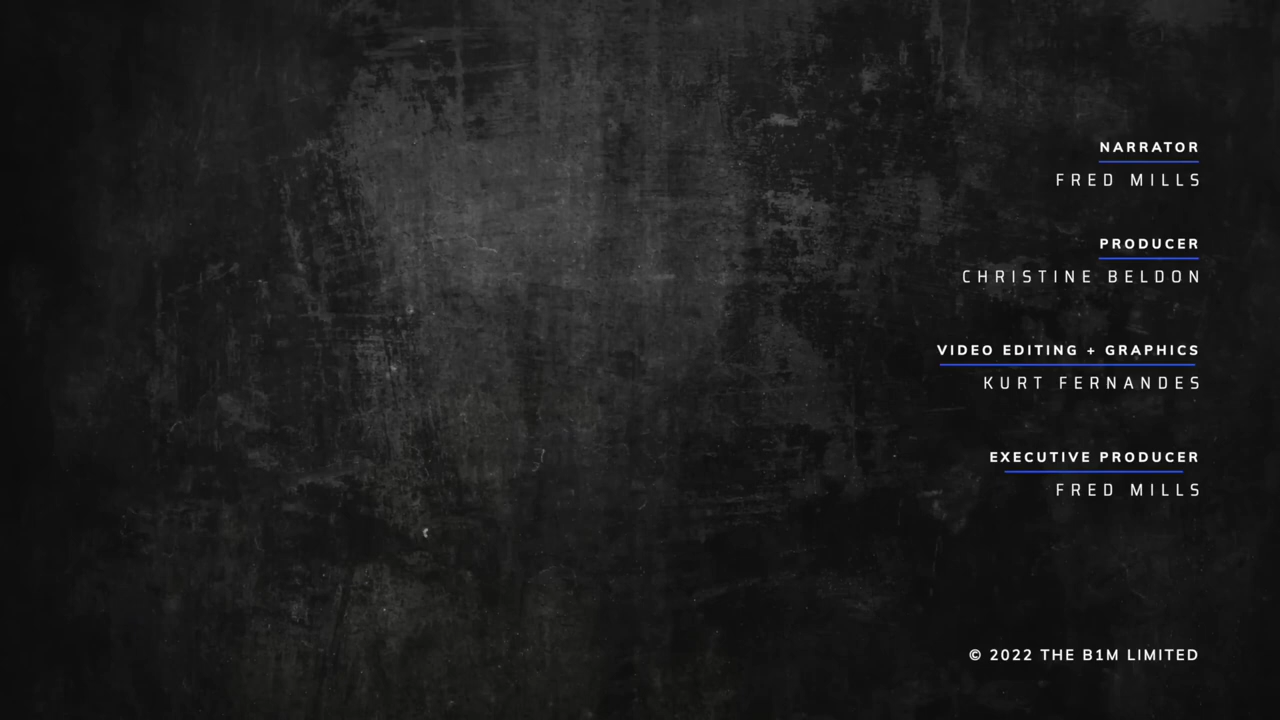 NARRATOR
FRED MILLS
PRODUCER
CHRISTINE BELDON
VIDEO EDITING + GRAPHICS
KURT FERNANDES
EXECUTIVE PRODUCER
FRED MILLS
© 2022 THE B1M LIMITED